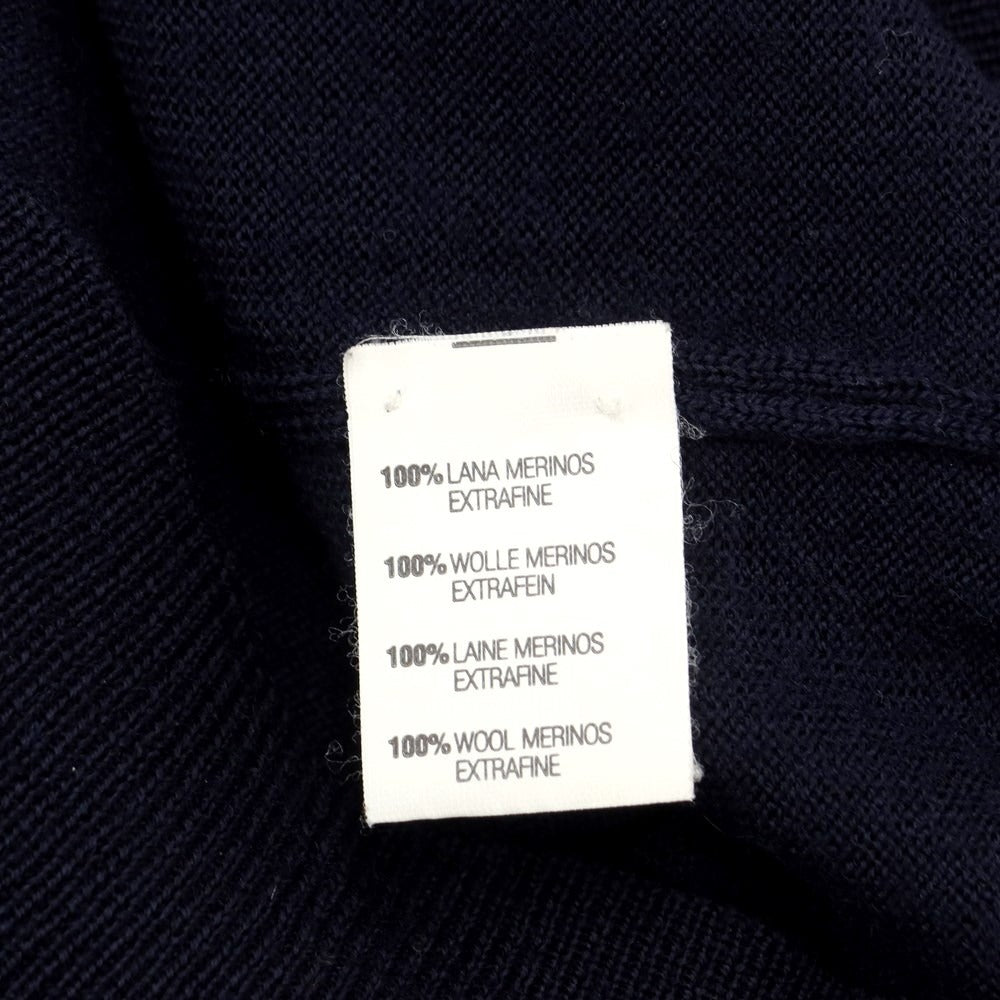 100% LANA MERINOS
EXTRAFINE
100% WOLLE MERINOS
EXTRAFEIN
100% LAINE MERINOS
EXTRAFINE
100% WOOL MERINOS
EXTRAFINE